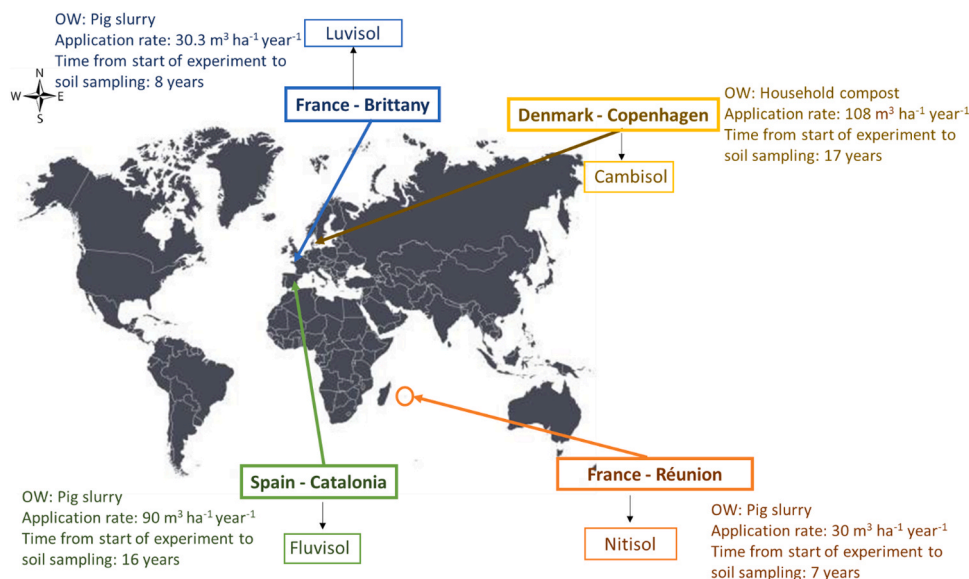 OW: Pig slurry
Application rate: 30.3 m³ ha⁻¹ year⁻¹
Time from start of experiment to
soil sampling: 8 years
Luvisol
N
W E
S
France - Brittany
Denmark - Copenhagen
OW: Household compost
Application rate: 108 m³ ha⁻¹ year⁻¹
Time from start of experiment to
soil sampling: 17 years
Cambisol
Spain - Catalonia
France - Réunion
OW: Pig slurry
Application rate: 90 m³ ha⁻¹ year⁻¹
Time from start of experiment to
soil sampling: 16 years
Fluvisol
Nitisol
OW: Pig slurry
Application rate: 30 m³ ha⁻¹ year⁻¹
Time from start of experiment to
soil sampling: 7 years